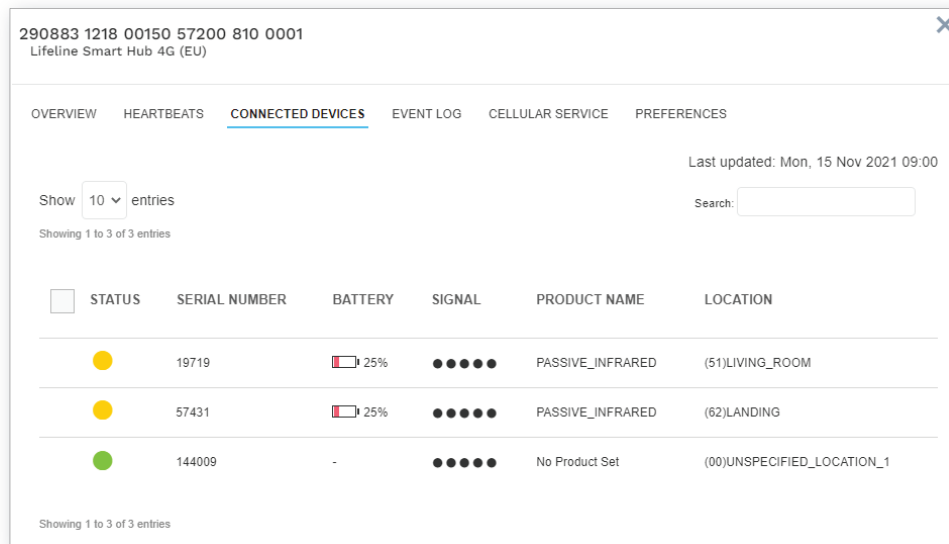 290883 1218 00150 57200 810 0001
Lifeline Smart Hub 4G (EU)
OVERVIEW HEARTBEATS CONNECTED DEVICES EVENT LOG CELLULAR SERVICE PREFERENCES
Last updated: Mon, 15 Nov 2021 09:00
Show 10 entries
Search:
Showing 1 to 3 of 3 entries
STATUS SERIAL NUMBER BATTERY SIGNAL PRODUCT NAME LOCATION
19719 25% PASSIVE_INFRARED (51)LIVING_ROOM
57431 25% PASSIVE_INFRARED (62)LANDING
144009 - No Product Set (00)UNSPECIFIED_LOCATION_1
Showing 1 to 3 of 3 entries